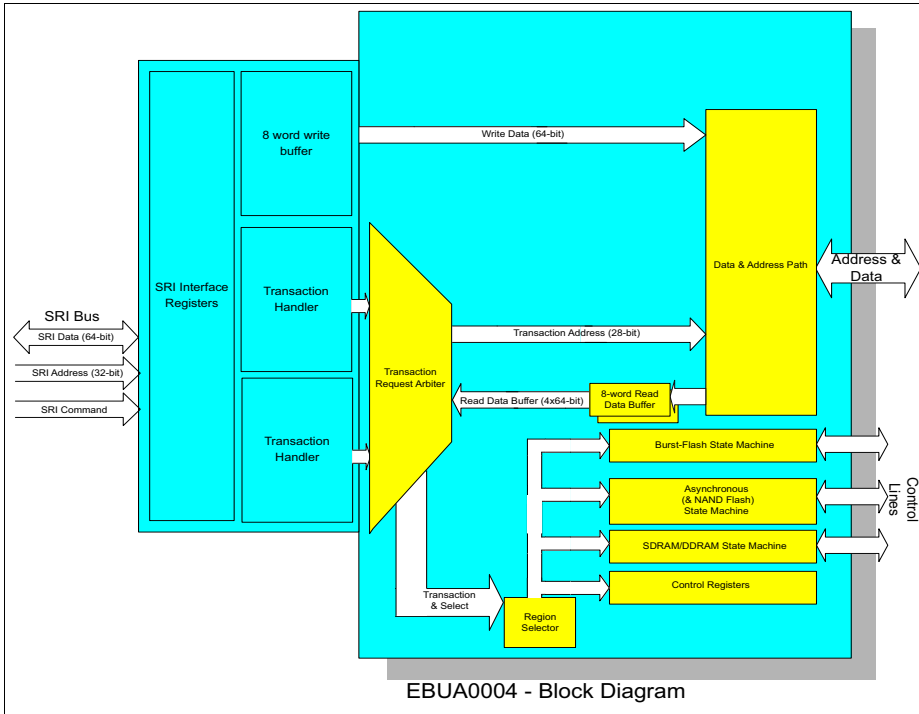 8 word write
buffer
Write Data (64-bit)
SRI Interface
Registers
Transaction
Handler
Data & Address Path
Address &
Data
SRI Bus
SRI Data (64-bit)
SRI Address (32-bit)
SRI Command
Transaction Address (28-bit)
Transaction
Request Arbiter
Read Data Buffer (4x64-bit)
8-word Read
Data Buffer
Transaction
Handler
Burst-Flash State Machine
Asynchronous
(& NAND Flash)
State Machine
SDRAM/DDRAM State Machine
Control Registers
Control
Lines
Transaction
& Select
Region
Selector
EBUA0004 - Block Diagram